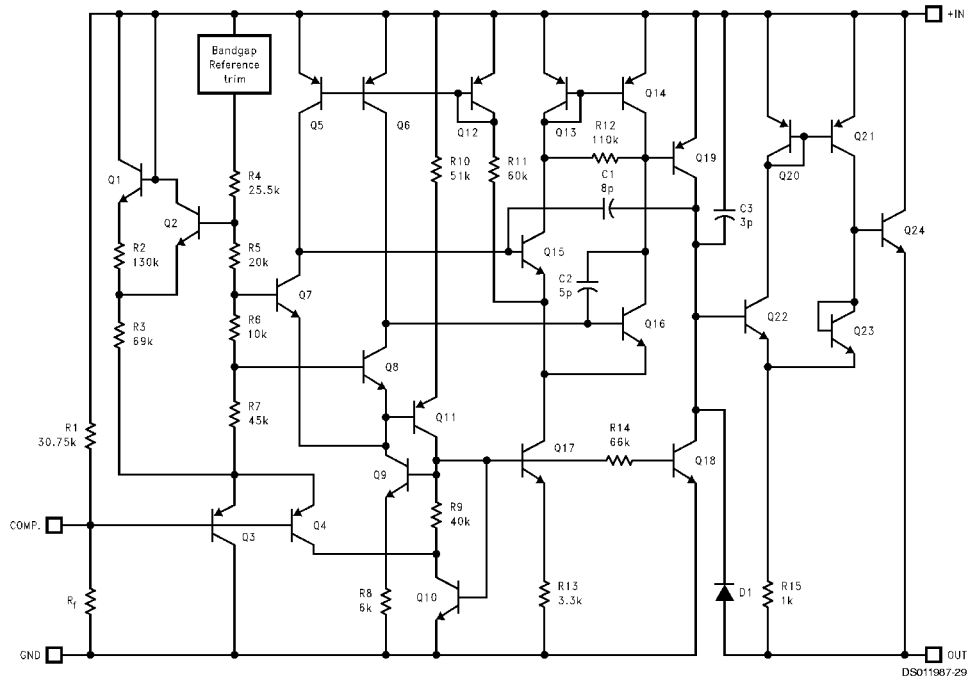 +IN
Bandgap
Reference
trim
Q5
Q6
Q12
Q13
Q14
R12
110k
Q19
Q20
Q21
Q1
R4
25.5k
R10
51k
R11
60k
C1
8p
C3
3p
Q2
Q24
R2
130k
R5
20k
Q15
Q7
C2
5p
R3
69k
R6
10k
Q16
Q22
Q23
Q8
R7
45k
Q11
R1
30.75k
R14
66k
Q17
Q18
Q9
R9
40k
COMP.
Q3
Q4
Rf
R8
6k
Q10
R13
3.3k
D1
R15
1k
GND
OUT
DS011987-29